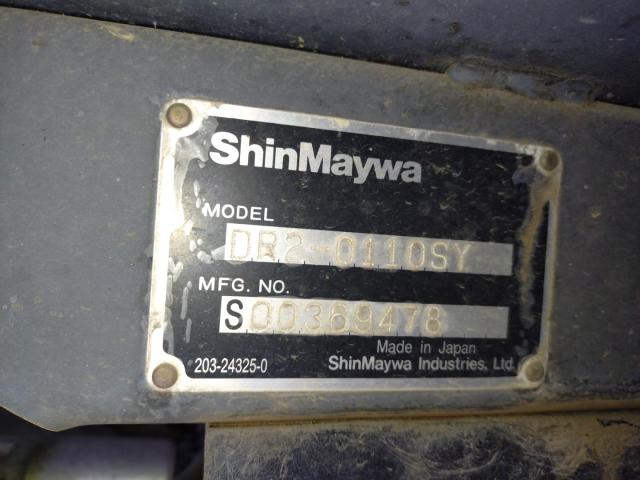 ShinMaywa
MODEL
DR2-0110SY
MFG. NO.
S00369478
Made in Japan
203-24325-0
ShinMaywa Industries, Ltd.